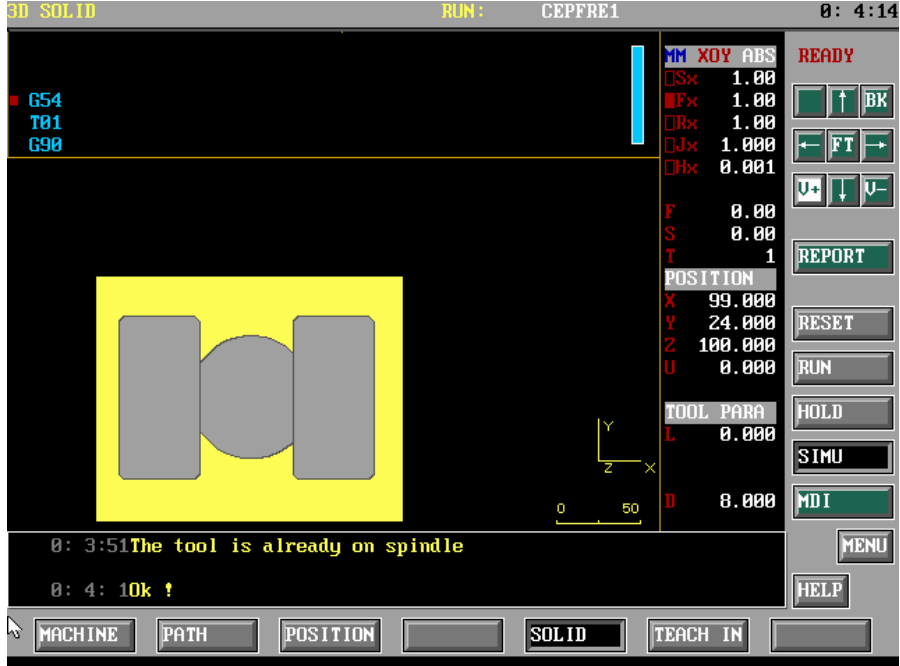 3D SOLID RUN: CEPFRE1 0: 4:14
G54
T01
G90
MM XOY ABS
Sx 1.00
Fx 1.00
Rx 1.00
Jx 1.000
Hx 0.001
F 0.00
S 0.00
T 1
POSITION
X 99.000
Y 24.000
Z 100.000
U 0.000
TOOL PARA
L 0.000
D 8.000
READY
↑ BK
← FT →
V+ ↓ V-
REPORT
RESET
RUN
HOLD
SIMU
MDI
MENU
HELP
Y
Z X
0 50
0: 3:51The tool is already on spindle
0: 4: 1Ok !
MACHINE PATH POSITION SOLID TEACH IN